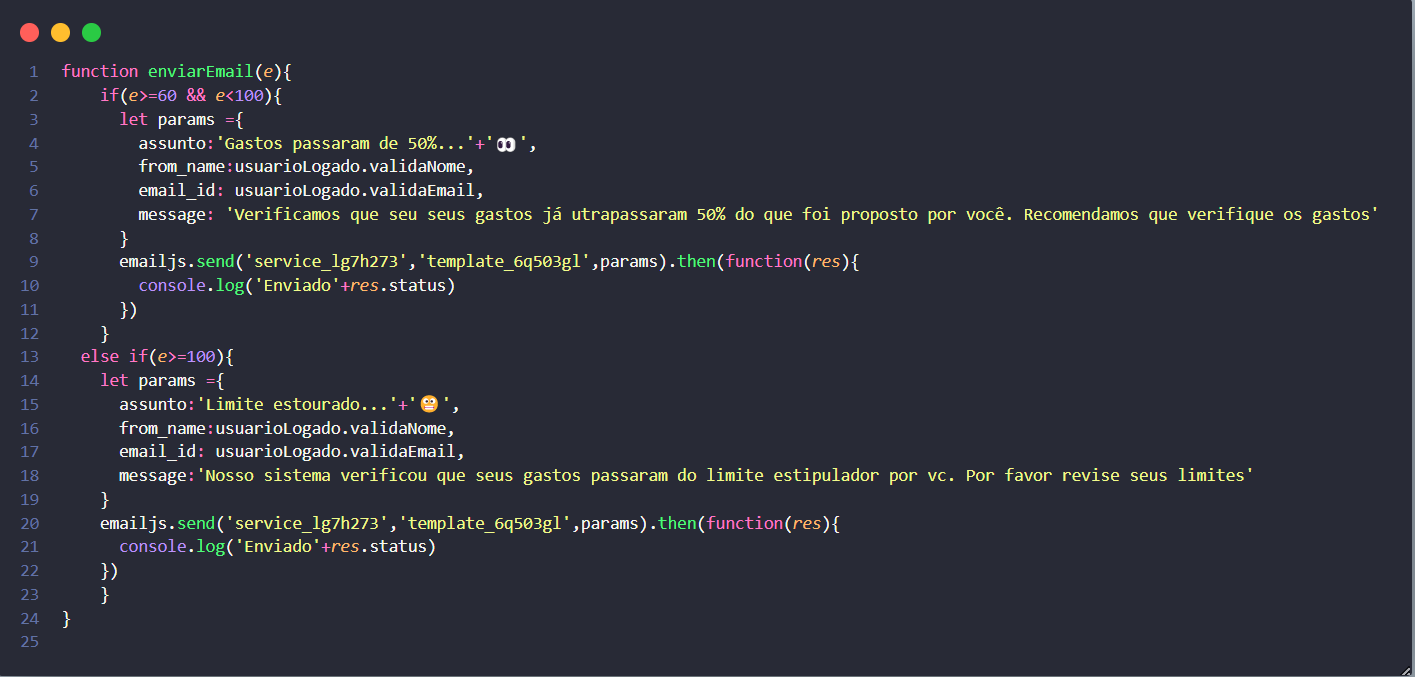 1 function enviarEmail(e){
2 if(e>=60 && e<100){
3 let params ={
4 assunto:'Gastos passaram de 50%...'+'👀',
5 from_name:usuarioLogado.validaNome,
6 email_id: usuarioLogado.validaEmail,
7 message: 'Verificamos que seu seus gastos já utrapassaram 50% do que foi proposto por você. Recomendamos que verifique os gastos'
8 }
9 emailjs.send('service_lg7h273','template_6q503gl',params).then(function(res){
10 console.log('Enviado'+res.status)
11 })
12 }
13 else if(e>=100){
14 let params ={
15 assunto:'Limite estourado...'+'😬',
16 from_name:usuarioLogado.validaNome,
17 email_id: usuarioLogado.validaEmail,
18 message:'Nosso sistema verificou que seus gastos passaram do limite estipulador por vc. Por favor revise seus limites'
19 }
20 emailjs.send('service_lg7h273','template_6q503gl',params).then(function(res){
21 console.log('Enviado'+res.status)
22 })
23 }
24 }
25